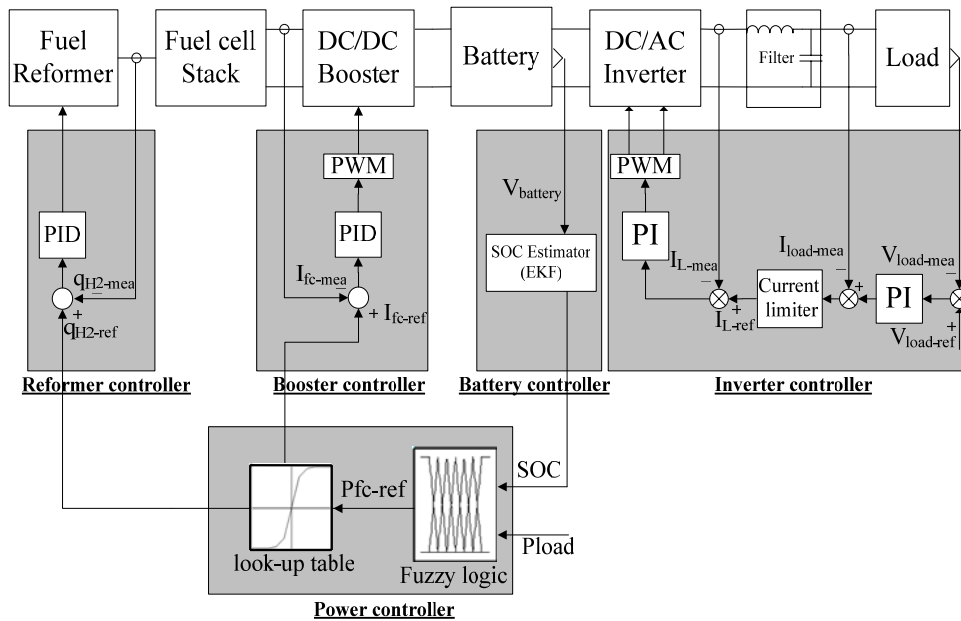 Fuel
Reformer
Fuel cell
Stack
DC/DC
Booster
Battery
DC/AC
Inverter
Filter
Load
PWM
PID
q_H2-mea
−
+
q_H2-ref
Reformer controller
PID
I_fc-mea
−
+ I_fc-ref
Booster controller
V_battery
SOC Estimator
(EKF)
Battery controller
PWM
PI
I_L-mea
−
+
I_L-ref
Current
limiter
I_load-mea
−
+
PI
V_load-mea
−
+
V_load-ref
Inverter controller
SOC
Pfc-ref
Pload
look-up table
Fuzzy logic
Power controller